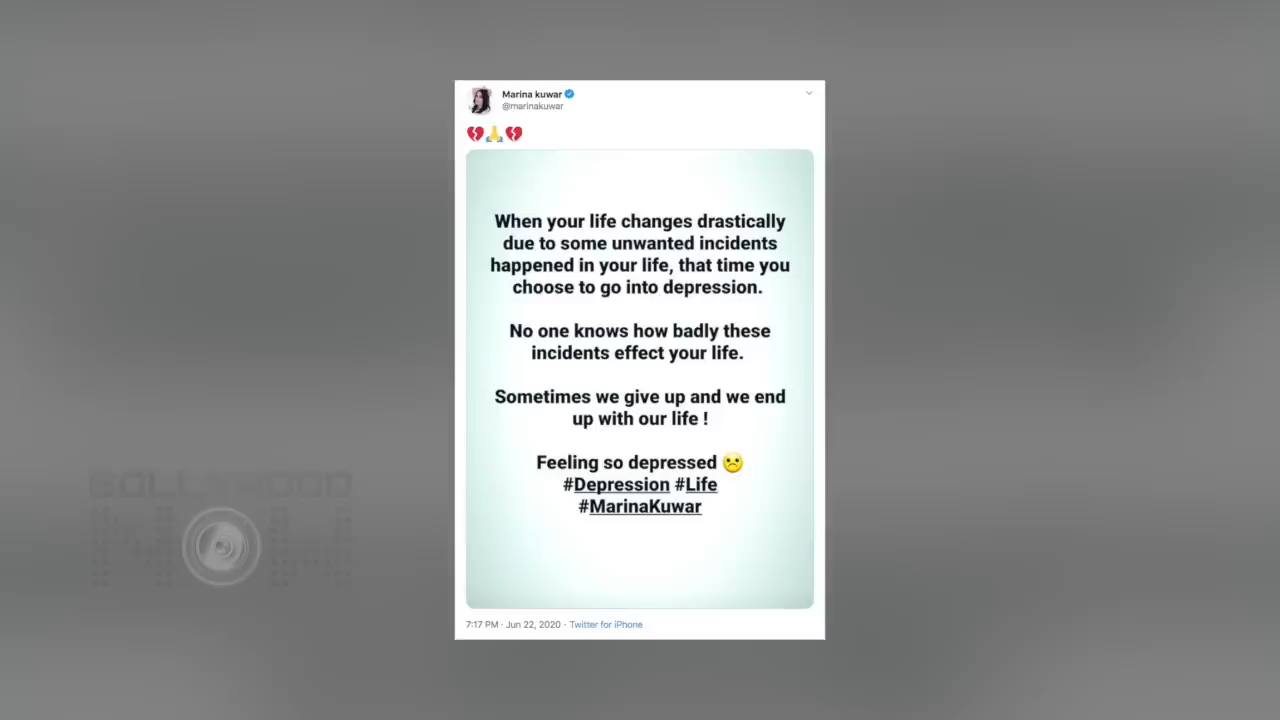 Marina kuwar
@marinakuwar
💔🙏💔
When your life changes drastically
due to some unwanted incidents
happened in your life, that time you
choose to go into depression.
No one knows how badly these
incidents effect your life.
Sometimes we give up and we end
up with our life !
Feeling so depressed ☹️
#Depression #Life
#MarinaKuwar
7:17 PM · Jun 22, 2020 · Twitter for iPhone
BOLLYWOOD
NOW